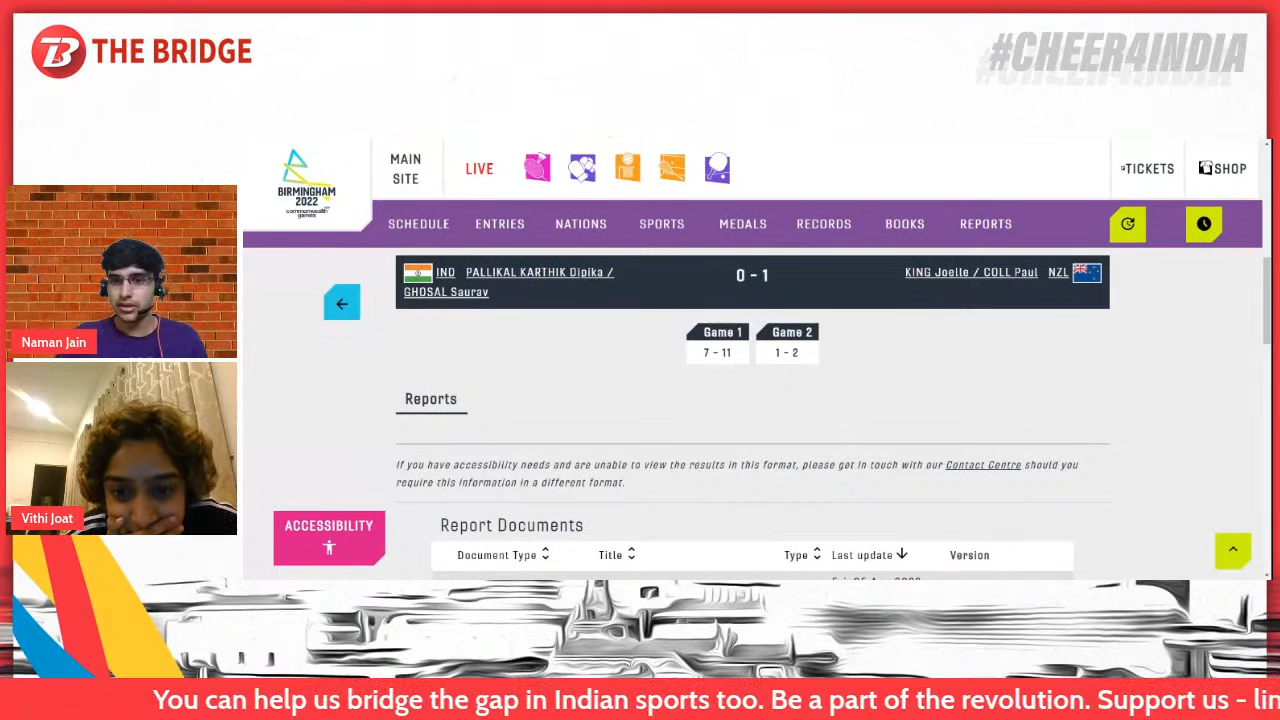 THE BRIDGE
#CHEER4INDIA
BIRMINGHAM
2022
commonwealth
games
MAIN
SITE
LIVE
TICKETS
SHOP
SCHEDULE ENTRIES NATIONS SPORTS MEDALS RECORDS BOOKS REPORTS
IND PALLIKAL KARTHIK Dipika /
GHOSAL Saurav
0 - 1
KING Joelle / COLL Paul NZL
Game 1 Game 2
7 - 11 1 - 2
Naman Jain
Reports
If you have accessibility needs and are unable to view the results in this format, please get in touch with our Contact Centre should you
require this information in a different format.
Vithi Joat
ACCESSIBILITY
Report Documents
Document Type Title Type Last update Version
You can help us bridge the gap in Indian sports too. Be a part of the revolution. Support us -